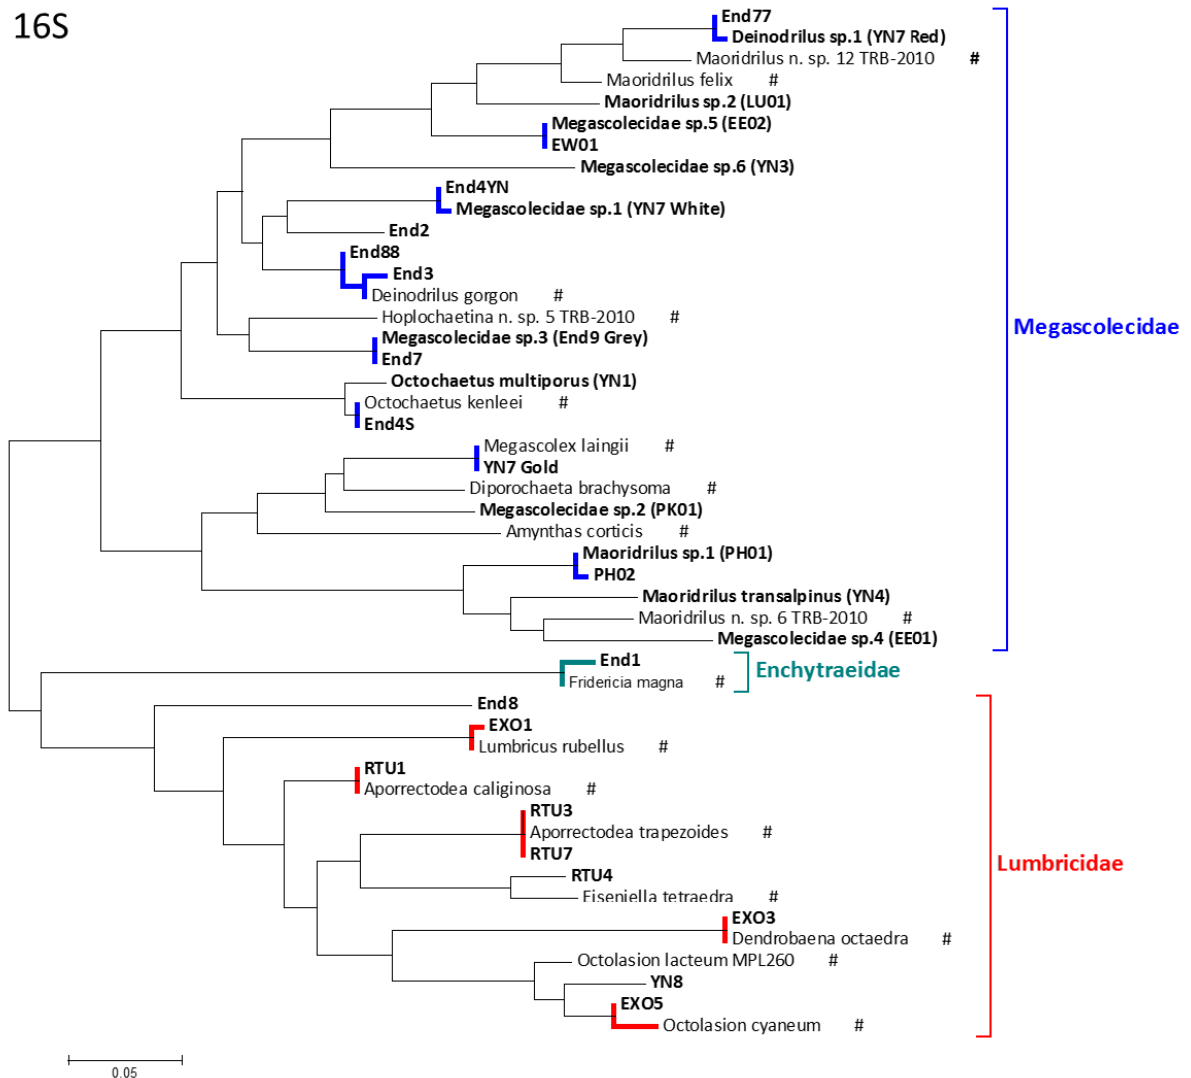 16S
End77
Deinodrilus sp.1 (YN7 Red)
Maoridrilus n. sp. 12 TRB-2010 #
Maoridrilus felix #
Maoridrilus sp.2 (LU01)
Megascolecidae sp.5 (EE02)
EW01
Megascolecidae sp.6 (YN3)
End4YN
Megascolecidae sp.1 (YN7 White)
End2
End88
End3
Deinodrilus gorgon #
Hoplochaetina n. sp. 5 TRB-2010 #
Megascolecidae
Megascolecidae sp.3 (End9 Grey)
End7
Octochaetus multiporus (YN1)
Octochaetus kenleei #
End4S
Megascolex laingii #
YN7 Gold
Diporochaeta brachysoma #
Megascolecidae sp.2 (PK01)
Amynthas corticis #
Maoridrilus sp.1 (PH01)
PH02
Maoridrilus transalpinus (YN4)
Maoridrilus n. sp. 6 TRB-2010 #
Megascolecidae sp.4 (EE01)
End1
Enchytraeidae
Fridericia magna #
End8
EXO1
Lumbricus rubellus #
RTU1
Aporrectodea caliginosa #
RTU3
Aporrectodea trapezoides #
RTU7
Lumbricidae
RTU4
Eiseniella tetraedra #
EXO3
Dendrobaena octaedra #
Octolasion lacteum MPL260 #
YN8
EXO5
Octolasion cyaneum #
0.05